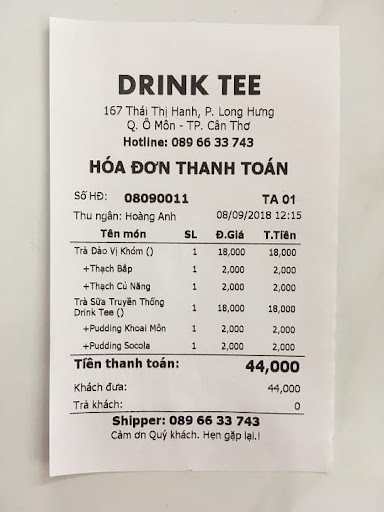 DRINK TEE
167 Thái Thị Hạnh, P. Long Hưng
Q. Ô Môn - TP. Cần Thơ
Hotline: 089 66 33 743
HÓA ĐƠN THANH TOÁN
Số HĐ: 08090011 TA 01
Thu ngân: Hoàng Anh 08/09/2018 12:15
Tên món SL Đ.Giá T.Tiền
Trà Đào Vị Khóm () 1 18,000 18,000
+Thạch Bắp 1 2,000 2,000
+Thạch Củ Năng 1 2,000 2,000
Trà Sữa Truyền Thống 1 18,000 18,000
Drink Tee ()
+Pudding Khoai Môn 1 2,000 2,000
+Pudding Socola 1 2,000 2,000
Tiền thanh toán: 44,000
Khách đưa: 44,000
Trả khách: 0
Shipper: 089 66 33 743
Cảm ơn Quý khách. Hẹn gặp lại.!